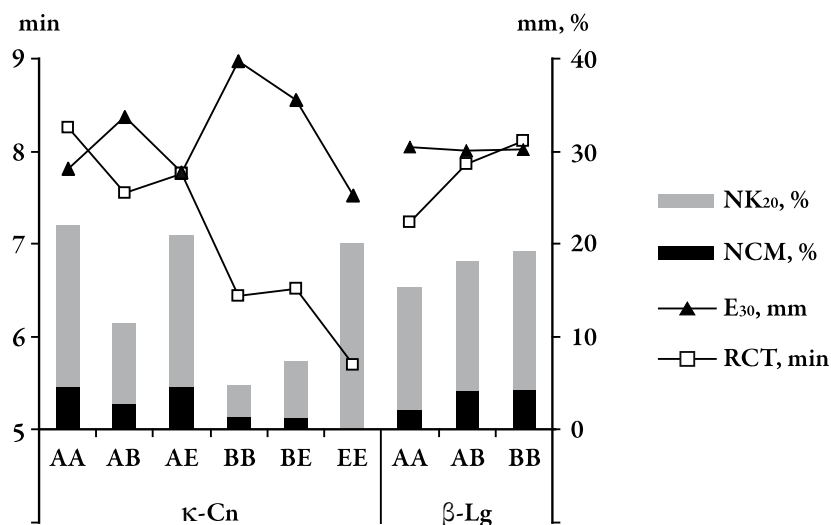 min mm, %
9 40
8 30
7 20
6 10
5 0
AA AB AE BB BE EE AA AB BB
κ-Cn β-Lg
NK20, %
NCM, %
E30, mm
RCT, min